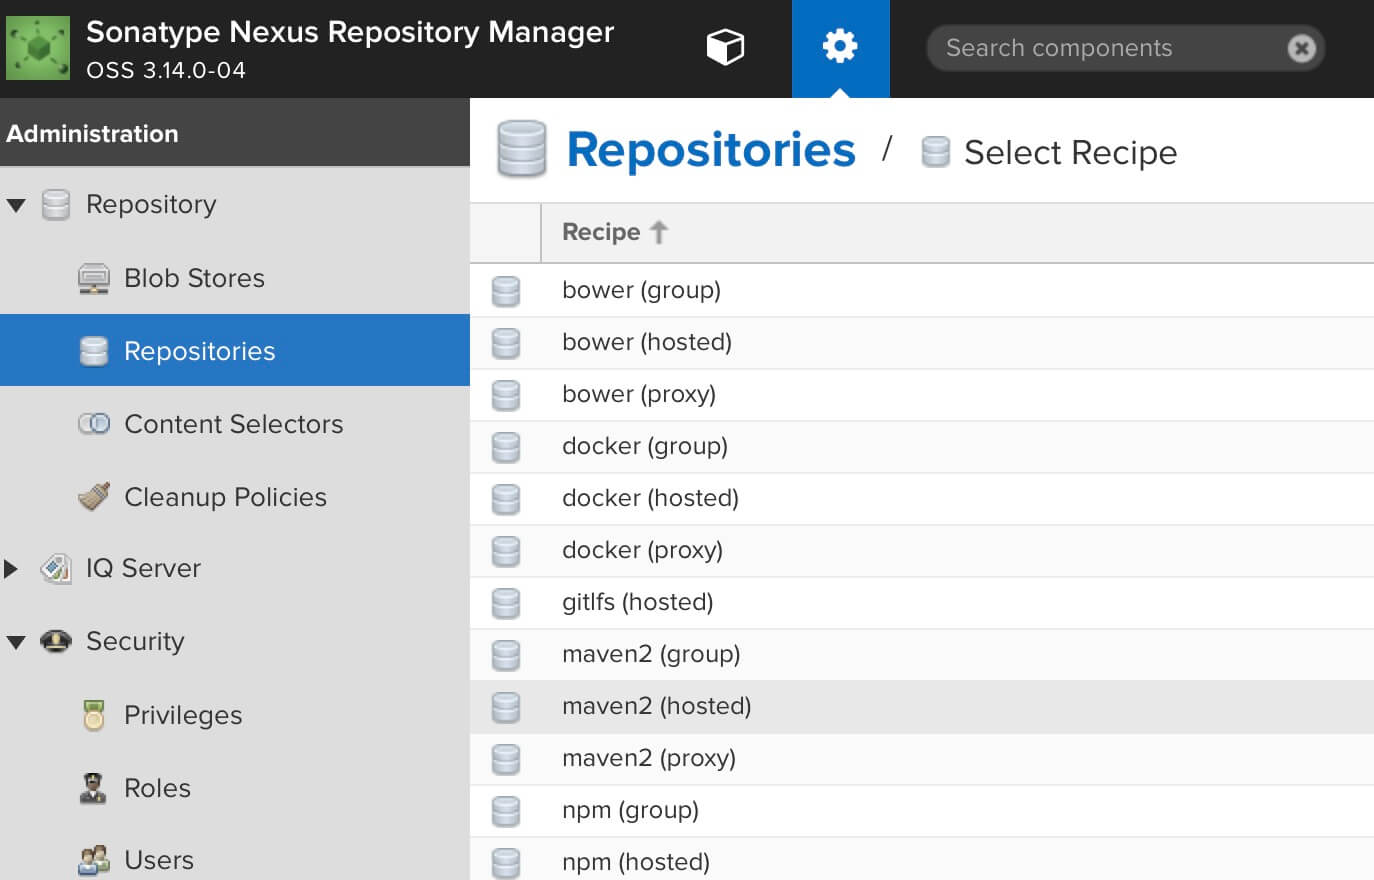 Sonatype Nexus Repository Manager
OSS 3.14.0-04
Search components
Administration
Repository
Blob Stores
Repositories
Content Selectors
Cleanup Policies
IQ Server
Security
Privileges
Roles
Users
Repositories / Select Recipe
Recipe
bower (group)
bower (hosted)
bower (proxy)
docker (group)
docker (hosted)
docker (proxy)
gitlfs (hosted)
maven2 (group)
maven2 (hosted)
maven2 (proxy)
npm (group)
npm (hosted)